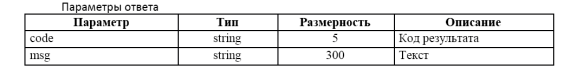 Параметры ответа
Параметр Тип Размерность Описание
code string 5 Код результата
msg string 300 Текст